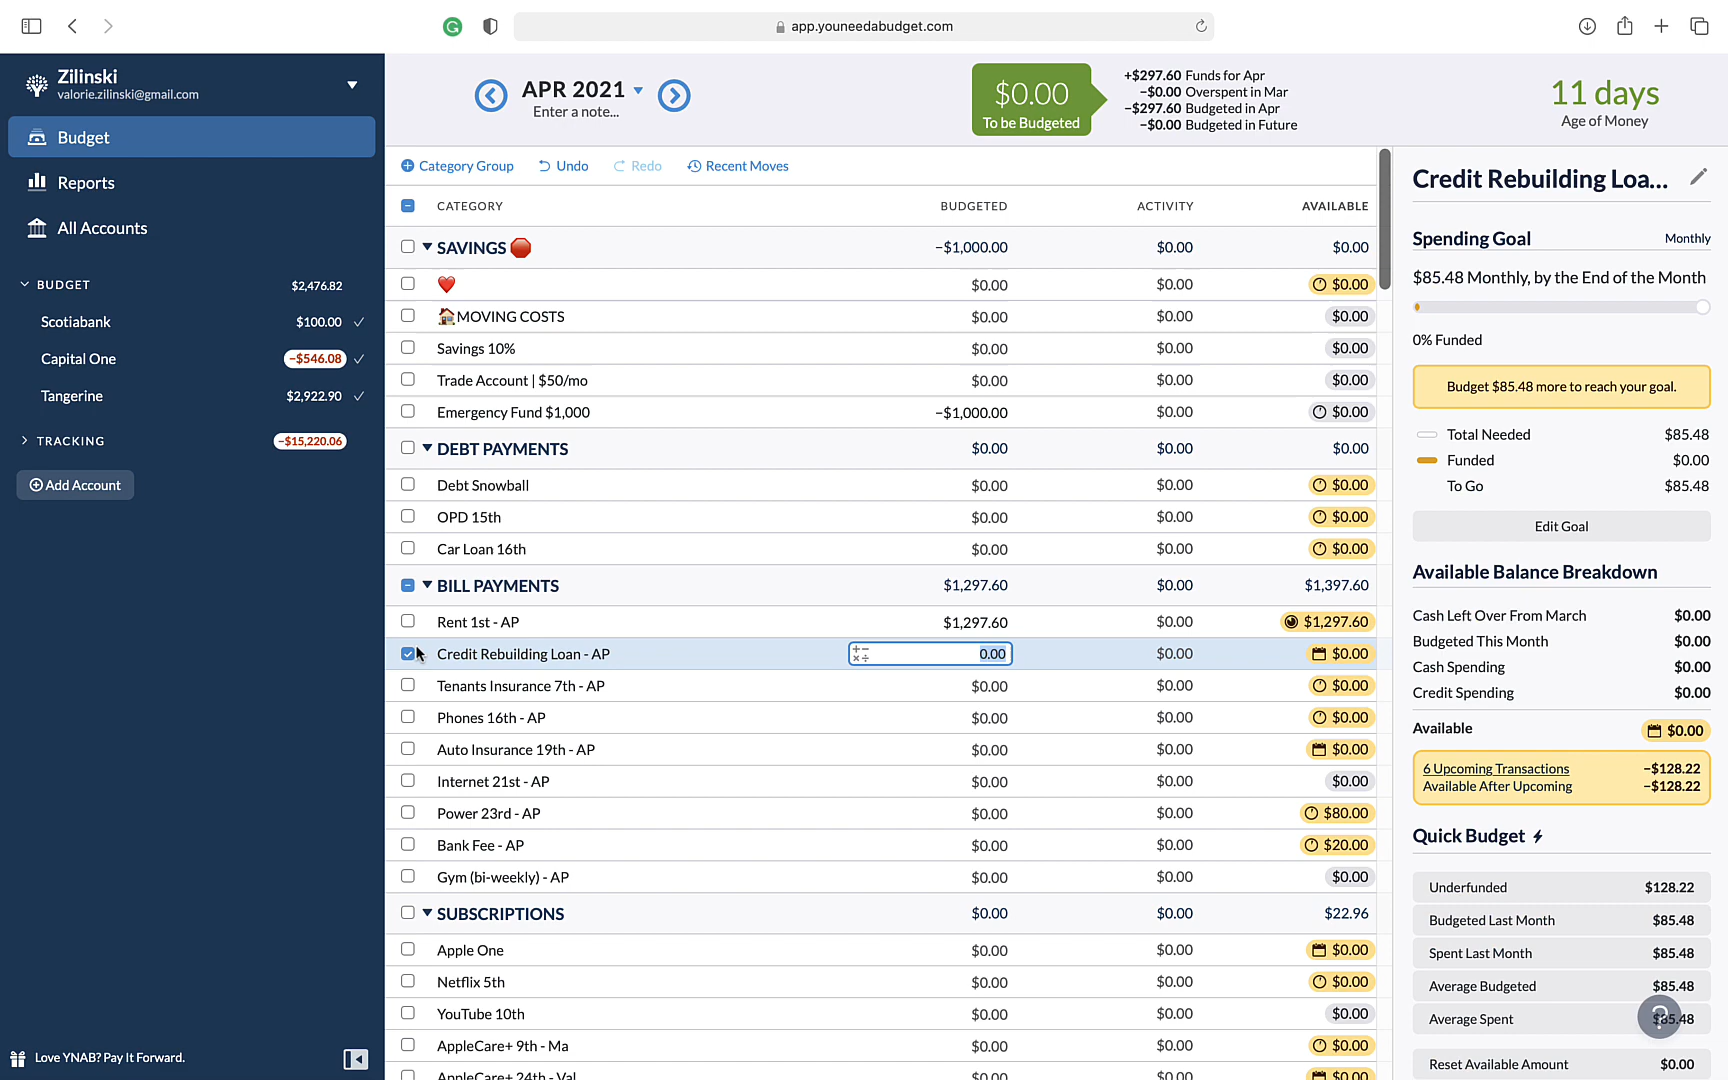 app.youneedabudget.com
Zilinski
valorie.zilinski@gmail.com
Budget
Reports
All Accounts
BUDGET $2,476.82
Scotiabank $100.00
Capital One −$546.08
Tangerine $2,922.90
TRACKING −$15,220.06
Add Account
Love YNAB? Pay It Forward.
APR 2021
Enter a note...
$0.00
To be Budgeted
+$297.60 Funds for Apr
−$0.00 Overspent in Mar
−$297.60 Budgeted in Apr
−$0.00 Budgeted in Future
11 days
Age of Money
Category Group Undo Redo Recent Moves
CATEGORY BUDGETED ACTIVITY AVAILABLE
SAVINGS −$1,000.00 $0.00 $0.00
$0.00 $0.00 $0.00
MOVING COSTS $0.00 $0.00 $0.00
Savings 10% $0.00 $0.00 $0.00
Trade Account | $50/mo $0.00 $0.00 $0.00
Emergency Fund $1,000 −$1,000.00 $0.00 $0.00
DEBT PAYMENTS $0.00 $0.00 $0.00
Debt Snowball $0.00 $0.00 $0.00
OPD 15th $0.00 $0.00 $0.00
Car Loan 16th $0.00 $0.00 $0.00
BILL PAYMENTS $1,297.60 $0.00 $1,397.60
Rent 1st - AP $1,297.60 $0.00 $1,297.60
Credit Rebuilding Loan - AP 0.00 $0.00 $0.00
Tenants Insurance 7th - AP $0.00 $0.00 $0.00
Phones 16th - AP $0.00 $0.00 $0.00
Auto Insurance 19th - AP $0.00 $0.00 $0.00
Internet 21st - AP $0.00 $0.00 $0.00
Power 23rd - AP $0.00 $0.00 $80.00
Bank Fee - AP $0.00 $0.00 $20.00
Gym (bi-weekly) - AP $0.00 $0.00 $0.00
SUBSCRIPTIONS $0.00 $0.00 $22.96
Apple One $0.00 $0.00 $0.00
Netflix 5th $0.00 $0.00 $0.00
YouTube 10th $0.00 $0.00 $0.00
AppleCare+ 9th - Ma $0.00 $0.00 $0.00
AppleCare+ 24th - Val $0.00 $0.00 $0.00
Credit Rebuilding Loa...
Spending Goal Monthly
$85.48 Monthly, by the End of the Month
0% Funded
Budget $85.48 more to reach your goal.
Total Needed $85.48
Funded $0.00
To Go $85.48
Edit Goal
Available Balance Breakdown
Cash Left Over From March $0.00
Budgeted This Month $0.00
Cash Spending $0.00
Credit Spending $0.00
Available $0.00
6 Upcoming Transactions −$128.22
Available After Upcoming −$128.22
Quick Budget
Underfunded $128.22
Budgeted Last Month $85.48
Spent Last Month $85.48
Average Budgeted $85.48
Average Spent $85.48
Reset Available Amount $0.00